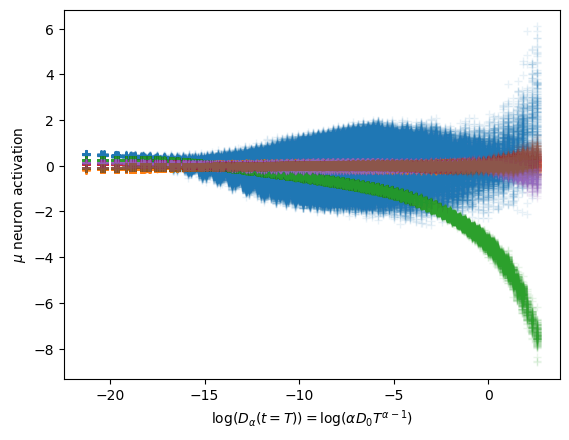 6
4
2
0
−2
−4
−6
−8
μ neuron activation
−20 −15 −10 −5 0
log(D_α(t = T)) = log(αD_0T^{α−1})